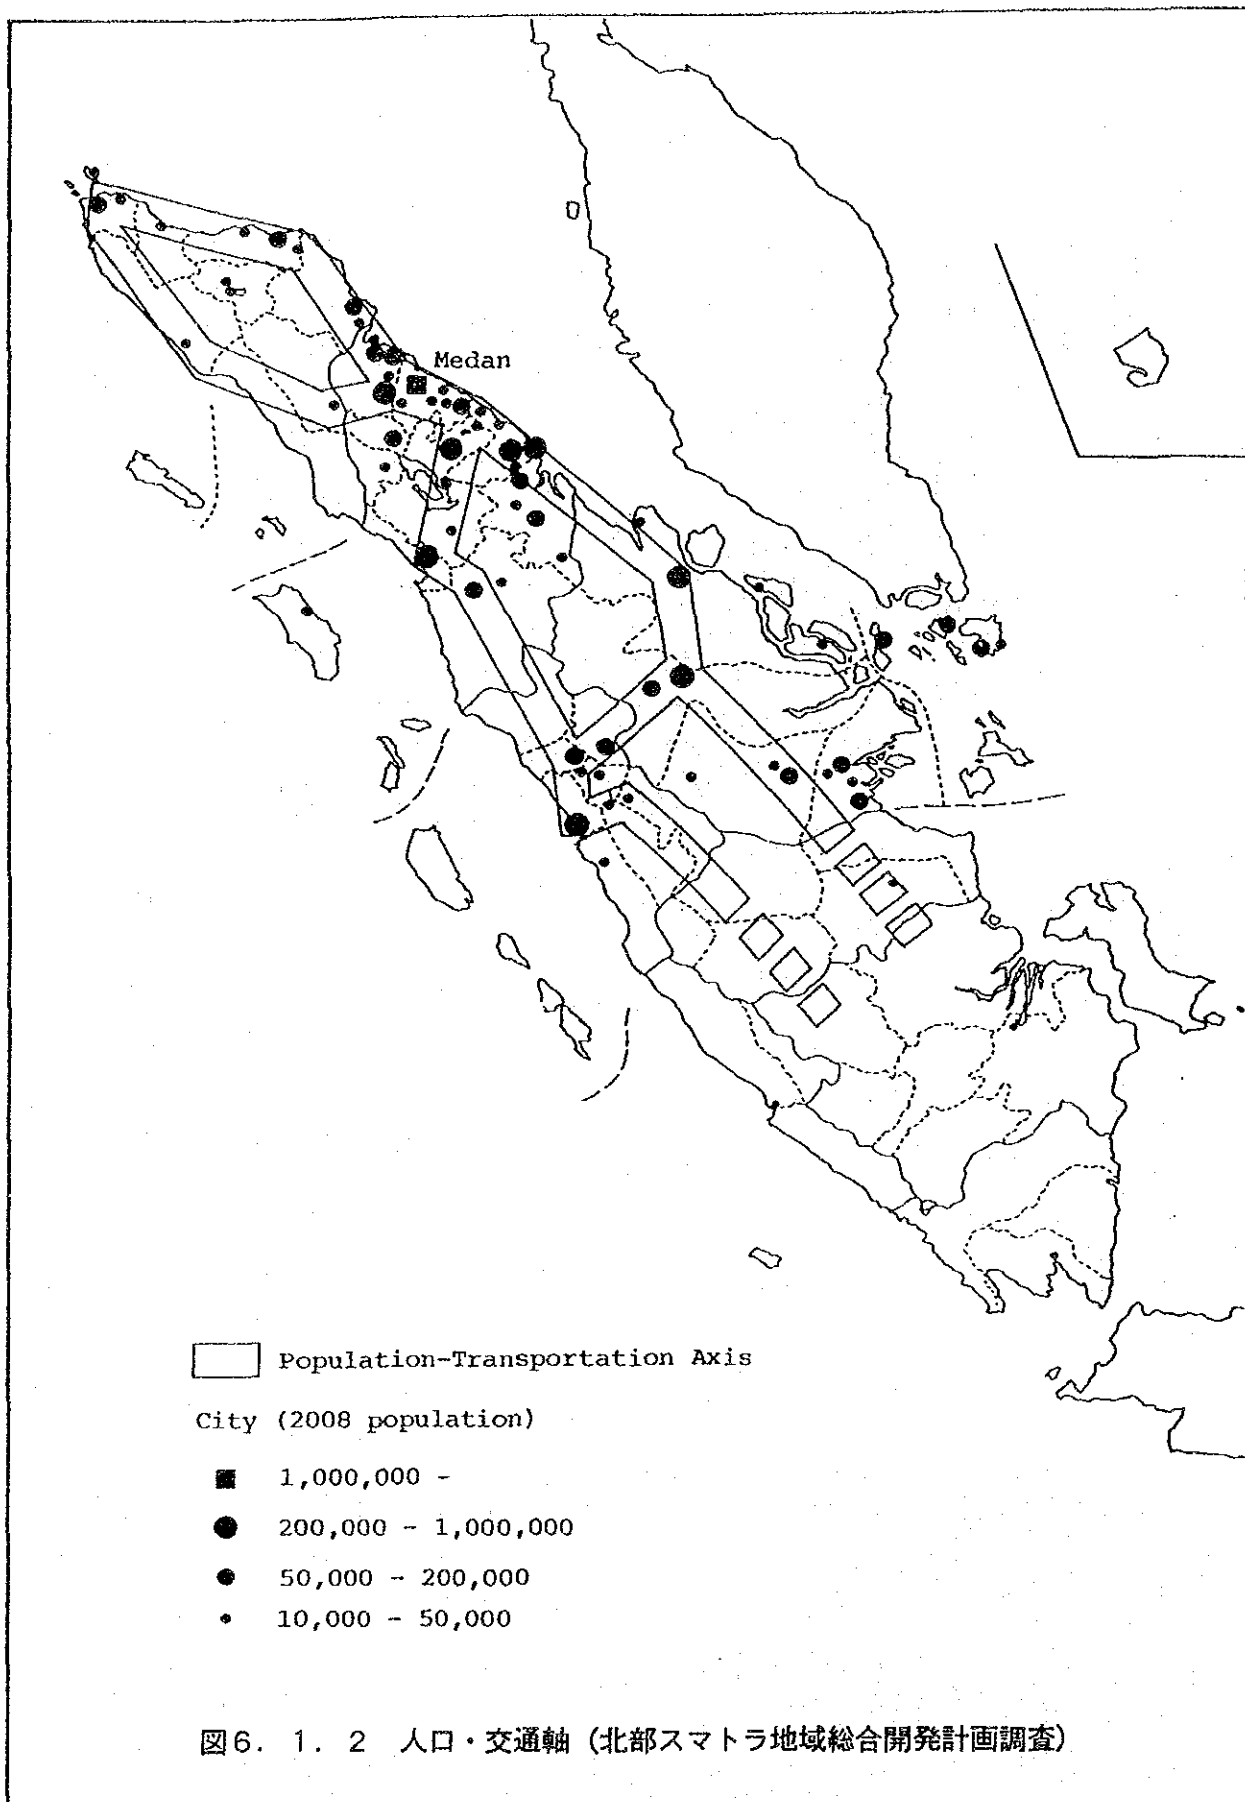 Medan
Population-Transportation Axis
City (2008 population)
1,000,000 -
200,000 - 1,000,000
50,000 - 200,000
10,000 - 50,000
図6. 1. 2 人口・交通軸（北部スマトラ地域総合開発計画調査）